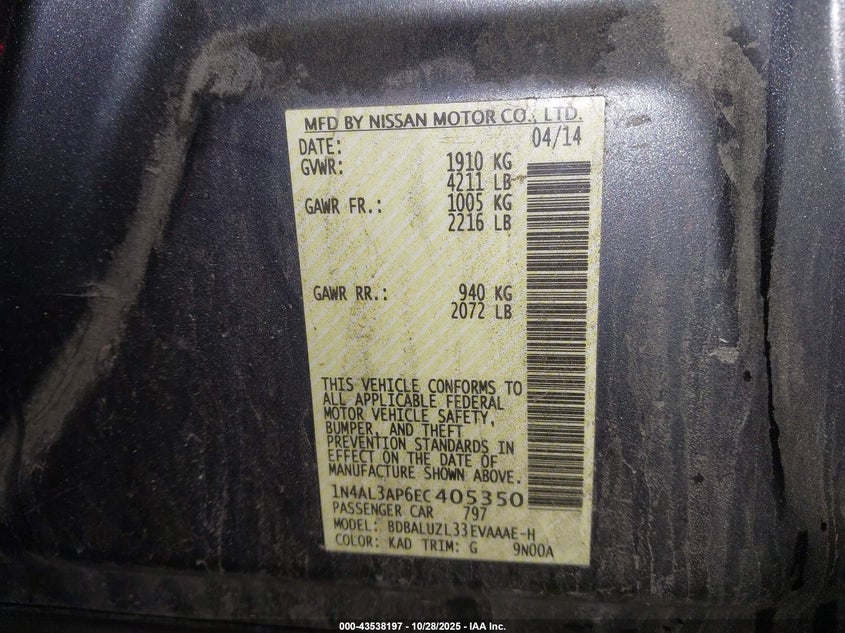 MFD BY NISSAN MOTOR CO., LTD.
DATE: 04/14
GVWR: 1910 KG
4211 LB
GAWR FR.: 1005 KG
2216 LB
GAWR RR.: 940 KG
2072 LB
THIS VEHICLE CONFORMS TO
ALL APPLICABLE FEDERAL
MOTOR VEHICLE SAFETY,
BUMPER, AND THEFT
PREVENTION STANDARDS IN
EFFECT ON THE DATE OF
MANUFACTURE SHOWN ABOVE.
1N4AL3AP6EC405350
PASSENGER CAR 797
MODEL: BDBALUZL33EVAAAE-H
COLOR: KAD TRIM: G 9N00A
000-43538197 - 10/28/2025 - IAA Inc.